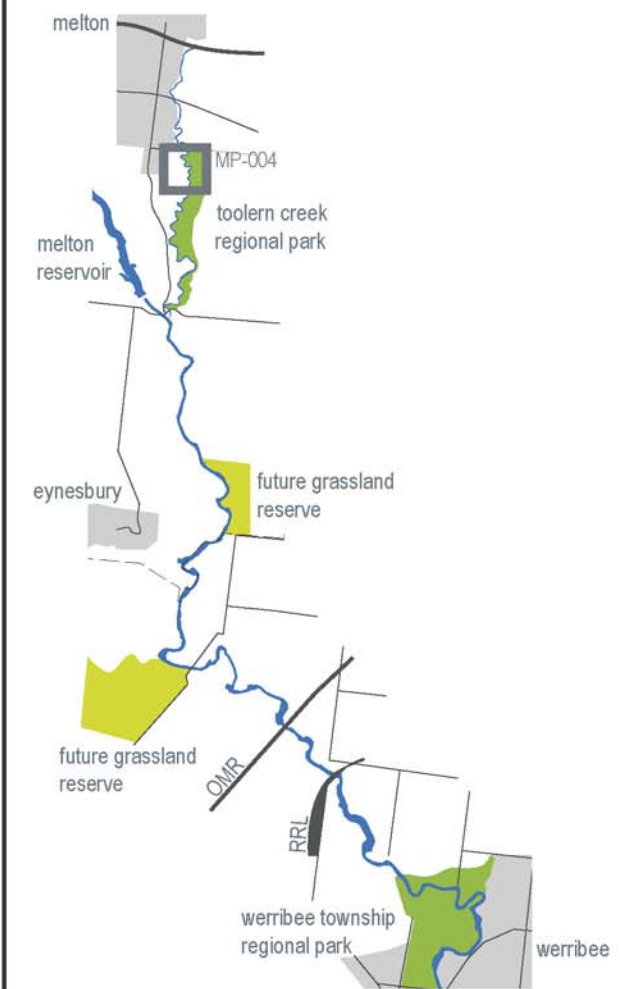 melton
MP-004
toolern creek
regional park
melton
reservoir
eynesbury
future grassland
reserve
future grassland
reserve
OMR
RRL
werribee township
regional park
werribee